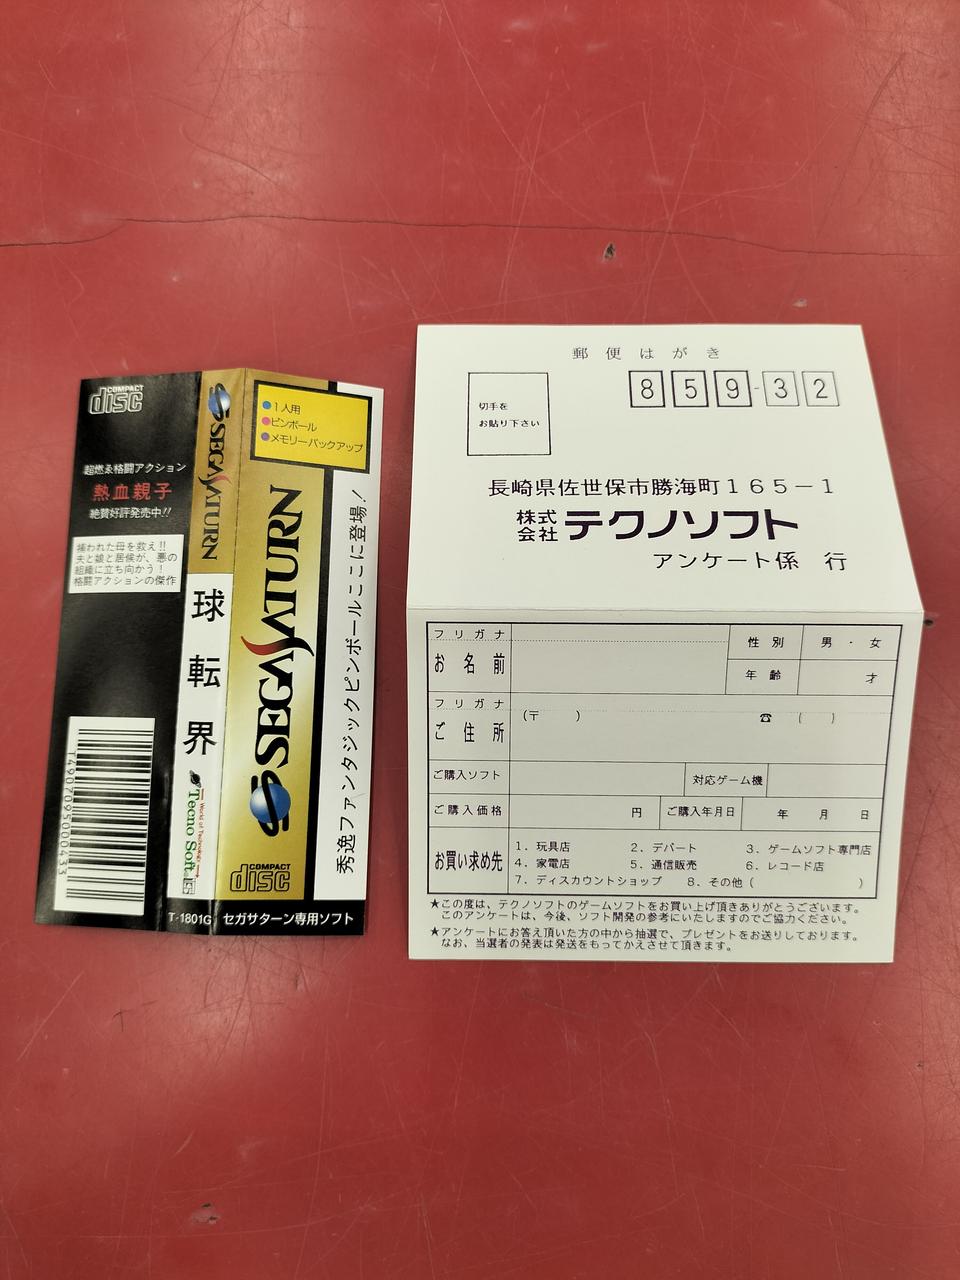 COMPACT
disc
超燃ゑ格闘アクション
熱血親子
絶賛好評発売中!!
捕われた母を救え!!
夫と娘と居候が、悪の
組織に立ち向かう!
格闘アクションの傑作
T4907095000433
SEGA SATURN
球転界
World of Technology
Tecno Soft
T-1801G
●1人用
●ピンボール
●メモリーバックアップ
SEGA SATURN
COMPACT
disc
秀逸ファンタジックピンボールここに登場!
セガサターン専用ソフト
郵便はがき
切手を
お貼り下さい
859-32
長崎県佐世保市勝海町165-1
株式会社 テクノソフト
アンケート係 行
フリガナ
お名前
性別 男・女
年齢 才
フリガナ
ご住所
(〒 ) ☎ ( )
ご購入ソフト 対応ゲーム機
ご購入価格 円 ご購入年月日 年 月 日
お買い求め先
1. 玩具店 2. デパート 3. ゲームソフト専門店
4. 家電店 5. 通信販売 6. レコード店
7. ディスカウントショップ 8. その他( )
★この度は、テクノソフトのゲームソフトをお買い上げ頂きありがとうございます。
このアンケートは、今後、ソフト開発の参考にいたしますのでご協力ください。
★アンケートにお答え頂いた方の中から抽選で、プレゼントをお送りしております。
なお、当選者の発表は発送をもってかえさせて頂きます。